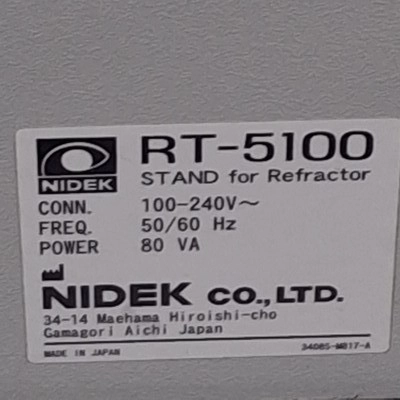 NIDEK
RT-5100
STAND for Refractor
CONN. 100-240V～
FREQ. 50/60 Hz
POWER 80 VA
NIDEK CO.,LTD.
34-14 Maehama Hiroishi-cho
Gamagori Aichi Japan
MADE IN JAPAN 34085-M817-A